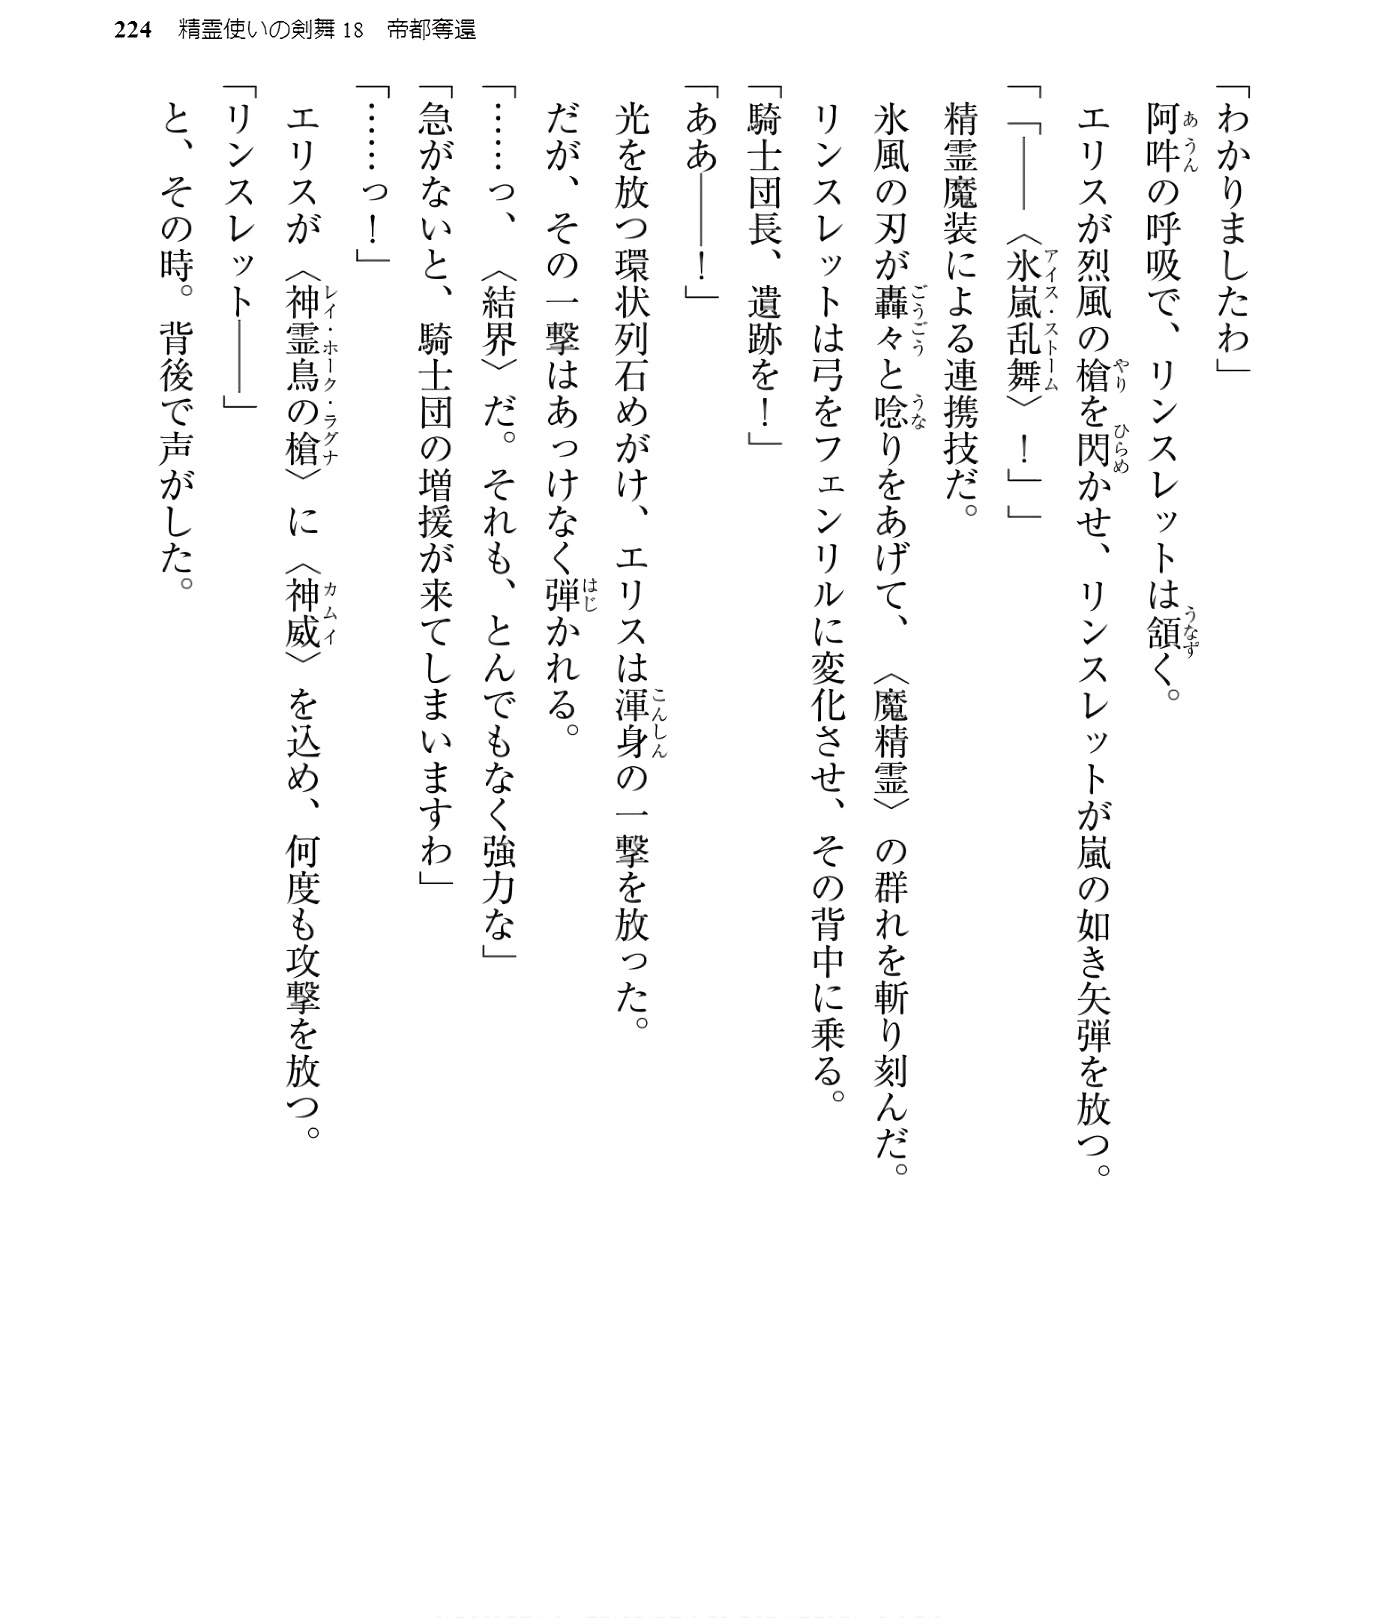 224　精霊使いの剣舞18　帝都奪還
「わかりましたわ」
　阿吽の呼吸で、リンスレットは頷く。
　エリスが烈風の槍を閃かせ、リンスレットが嵐の如き矢弾を放つ。
「「――〈氷嵐乱舞〉！」」
　精霊魔装による連携技だ。
　氷風の刃が轟々と唸りをあげて、〈魔精霊〉の群れを斬り刻んだ。
　リンスレットは弓をフェンリルに変化させ、その背中に乗る。
「騎士団長、遺跡を！」
「ああ――！」
　光を放つ環状列石めがけ、エリスは渾身の一撃を放った。
　だが、その一撃はあっけなく弾かれる。
「……っ、〈結界〉だ。それも、とんでもなく強力な」
「急がないと、騎士団の増援が来てしまいますわ」
「……っ！」
　エリスが〈神霊鳥の槍〉に〈神威〉を込め、何度も攻撃を放つ。
「リンスレット――」
　と、その時。背後で声がした。
あうん
うなず
やり
ひらめ
アイス・ストーム
ごうごう
うな
こんしん
はじ
レイ・ホーク・ラグナ
カムイ